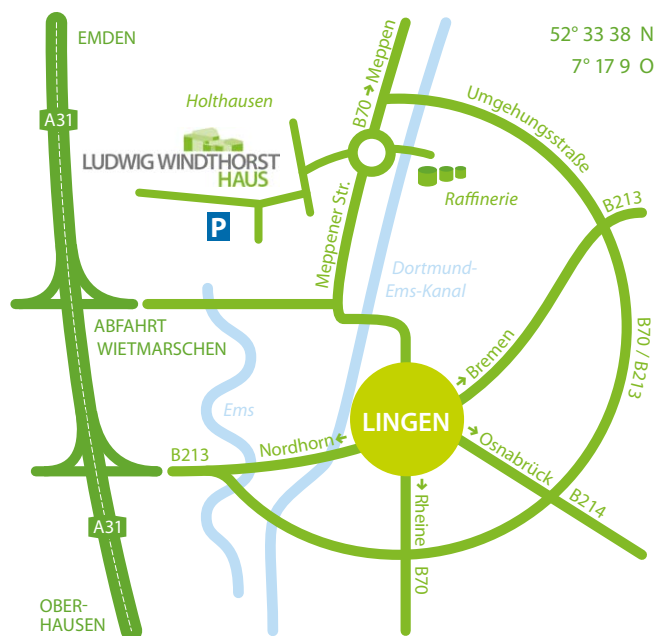 EMDEN
52° 33 38 N
7° 17 9 O
A31
Holthausen
B70 → Meppen
Umgehungsstraße
LUDWIG WINDTHORST
HAUS
Raffinerie
B213
P
Meppener Str.
Dortmund-
Ems-Kanal
ABFAHRT
WIETMARSCHEN
B70 / B213
→ Bremen
Ems
LINGEN
B213
Nordhorn ←
→ Osnabrück
B214
→ Rheine
B70
A31
OBER-
HAUSEN